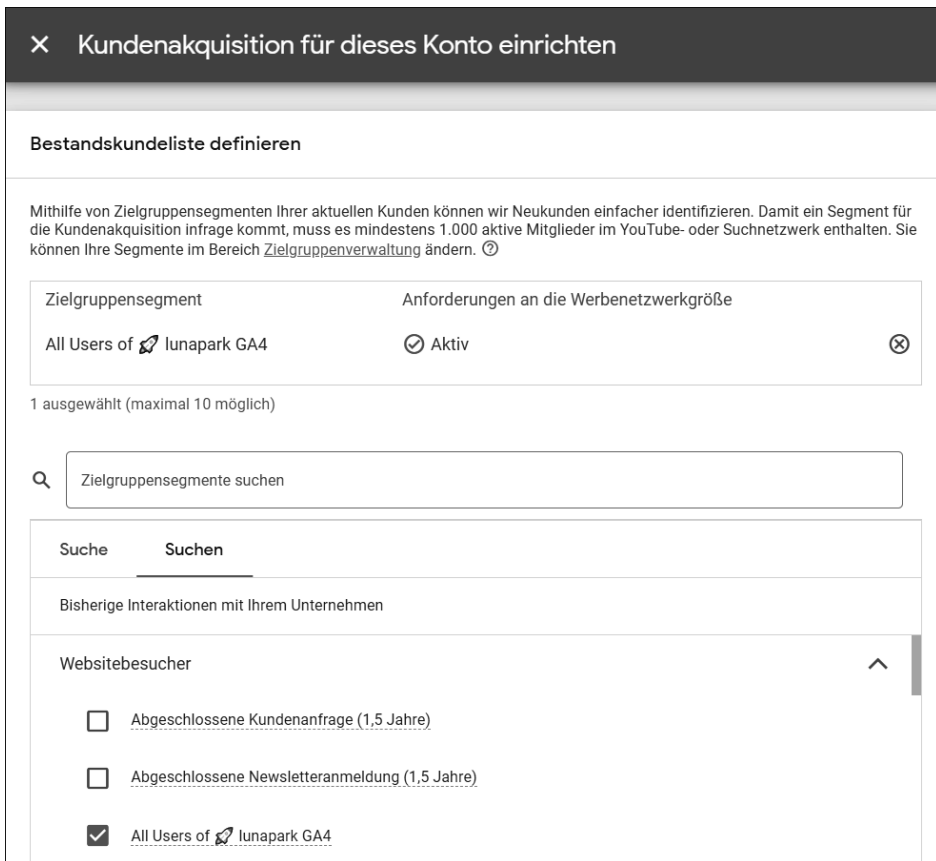 Kundenakquisition für dieses Konto einrichten
Bestandskundeliste definieren
Mithilfe von Zielgruppensegmenten Ihrer aktuellen Kunden können wir Neukunden einfacher identifizieren. Damit ein Segment für
die Kundenakquisition infrage kommt, muss es mindestens 1.000 aktive Mitglieder im YouTube- oder Suchnetzwerk enthalten. Sie
können Ihre Segmente im Bereich Zielgruppenverwaltung ändern.
Zielgruppensegment Anforderungen an die Werbenetzwerkgröße
All Users of 🚀 lunapark GA4 Aktiv
1 ausgewählt (maximal 10 möglich)
Zielgruppensegmente suchen
Suche Suchen
Bisherige Interaktionen mit Ihrem Unternehmen
Websitebesucher
Abgeschlossene Kundenanfrage (1,5 Jahre)
Abgeschlossene Newsletteranmeldung (1,5 Jahre)
All Users of 🚀 lunapark GA4